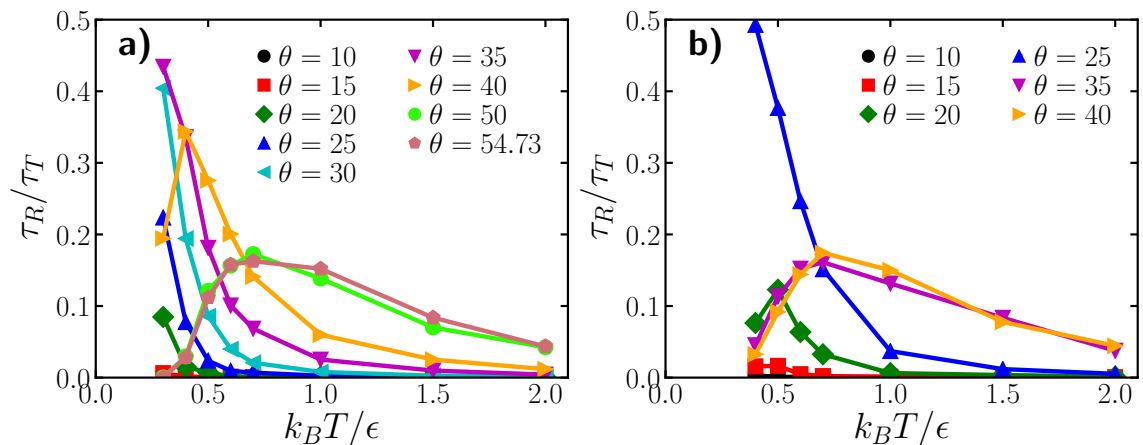 a)
θ = 10
θ = 15
θ = 20
θ = 25
θ = 30
θ = 35
θ = 40
θ = 50
θ = 54.73
τ_R/τ_T
0.5
0.4
0.3
0.2
0.1
0.0
0.0 0.5 1.0 1.5 2.0
k_BT/ϵ
b)
θ = 10
θ = 15
θ = 20
θ = 25
θ = 35
θ = 40
τ_R/τ_T
0.5
0.4
0.3
0.2
0.1
0.0
0.0 0.5 1.0 1.5 2.0
k_BT/ϵ